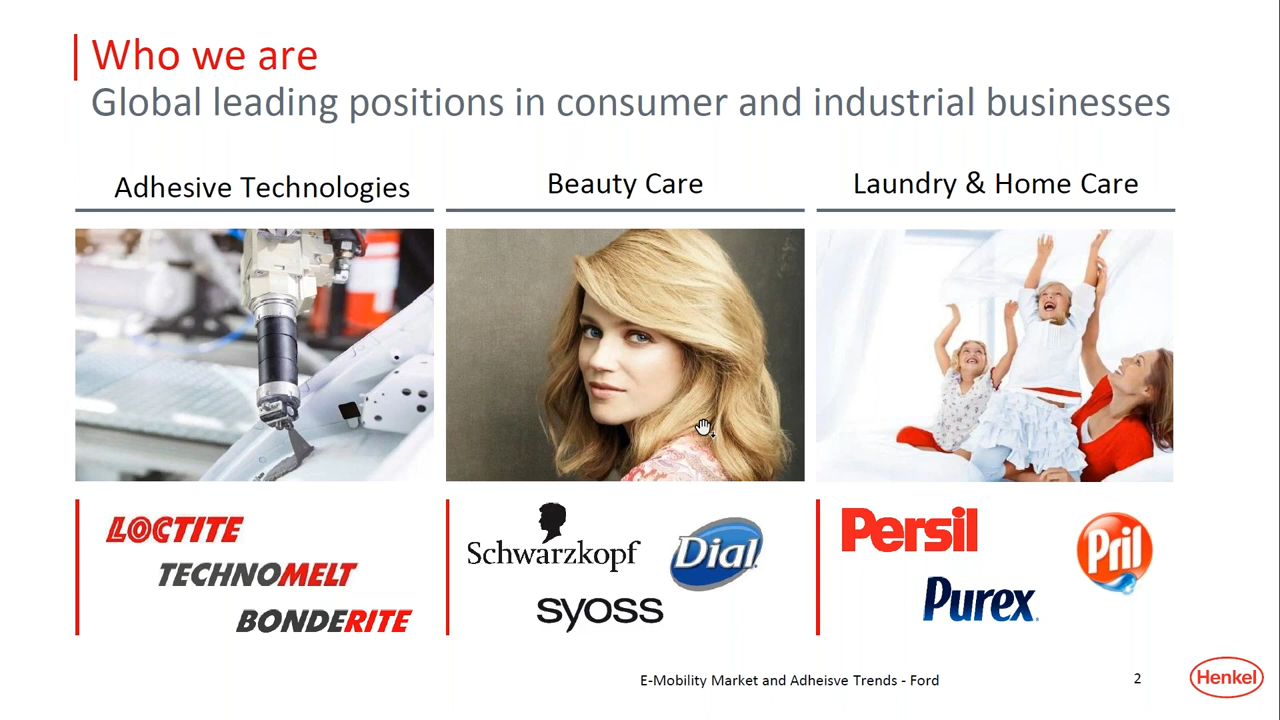 Who we are
Global leading positions in consumer and industrial businesses
Adhesive Technologies
Beauty Care
Laundry & Home Care
LOCTITE
TECHNOMELT
BONDERITE
Schwarzkopf
Dial
syoss
Persil
Pril
Purex
E-Mobility Market and Adheisve Trends - Ford
2
Henkel